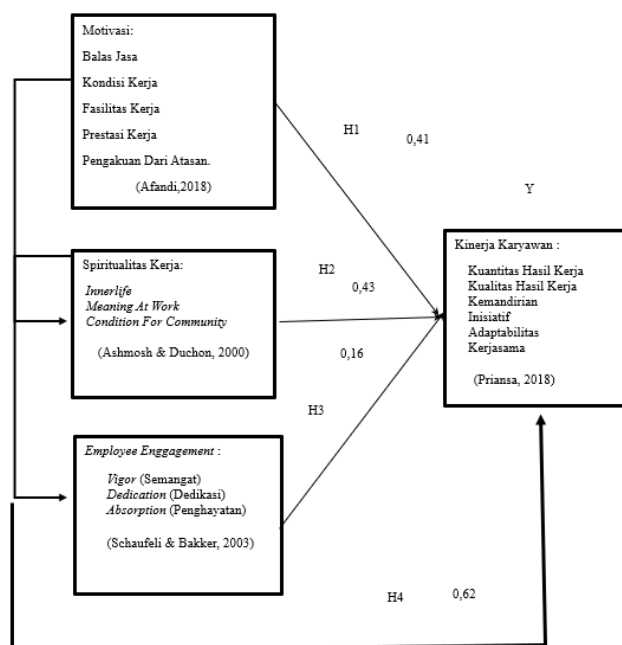 Motivasi:
Balas Jasa
Kondisi Kerja
Fasilitas Kerja
Prestasi Kerja
Pengakuan Dari Atasan.
(Afandi,2018)
H1
0,41
Y
Spiritualitas Kerja:
Innerlife
Meaning At Work
Condition For Community
(Ashmosh & Duchon, 2000)
H2
0,43
Kinerja Karyawan :
Kuantitas Hasil Kerja
Kualitas Hasil Kerja
Kemandirian
Inisiatif
Adaptabilitas
Kerjasama
(Priansa, 2018)
0,16
H3
Employee Enggagement :
Vigor (Semangat)
Dedication (Dedikasi)
Absorption (Penghayatan)
(Schaufeli & Bakker, 2003)
H4
0,62